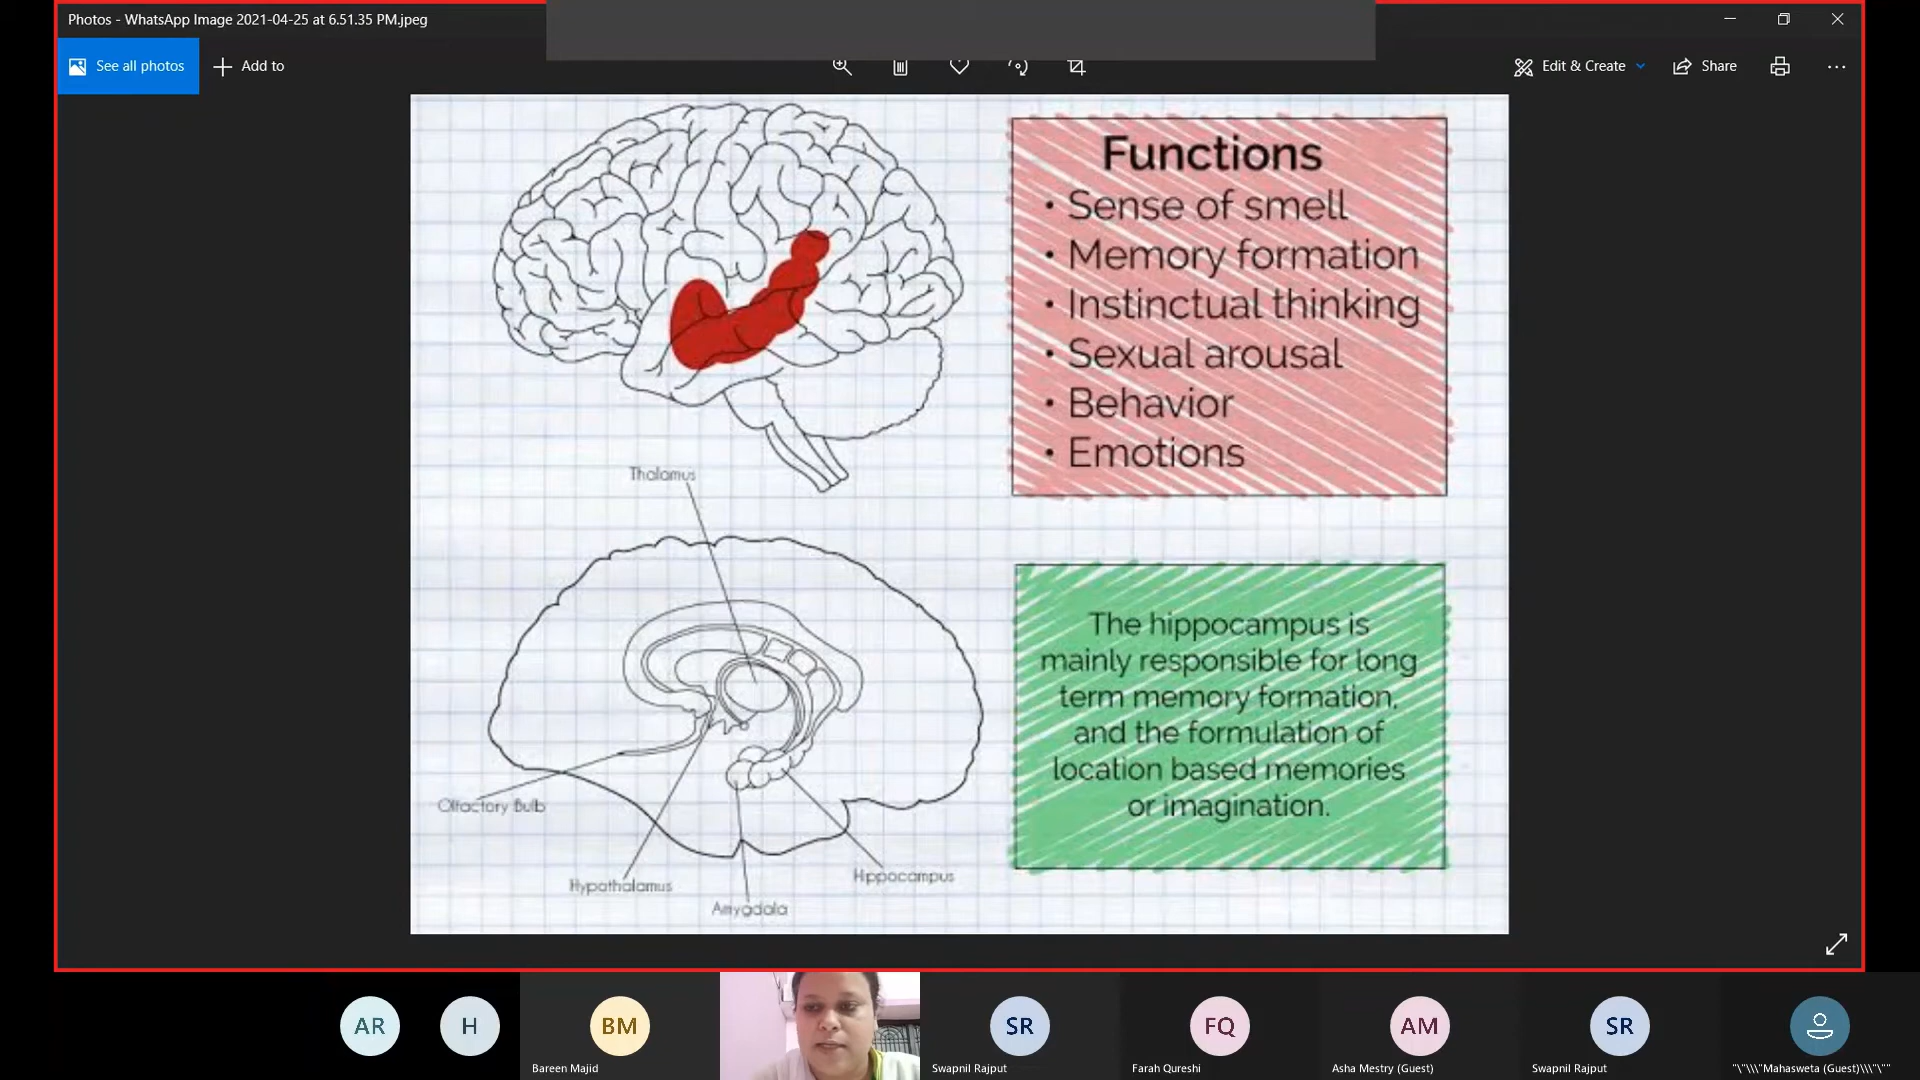 Photos - WhatsApp Image 2021-04-25 at 6.51.35 PM.jpeg
See all photos
Add to
Edit & Create
Share
Functions
• Sense of smell
• Memory formation
• Instinctual thinking
• Sexual arousal
• Behavior
• Emotions
Thalamus
The hippocampus is
mainly responsible for long
term memory formation,
and the formulation of
location based memories
or imagination.
Olfactory Bulb
Hypothalamus
Hippocampus
Amygdala
AR
H
BM
SR
FQ
AM
SR
Bareen Majid
Swapnil Rajput
Farah Qureshi
Asha Mestry (Guest)
Swapnil Rajput
"\"\\\"Mahasweta (Guest)\\\"\""